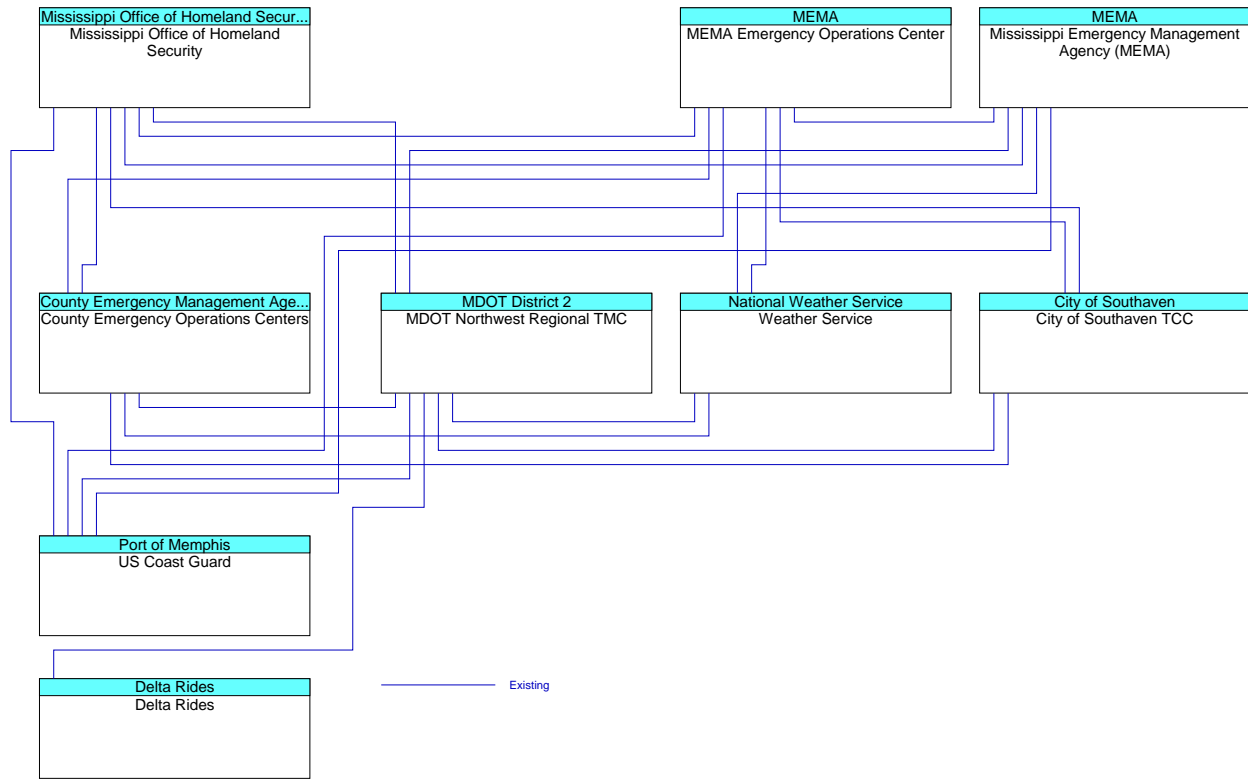 Mississippi Office of Homeland Secur...
Mississippi Office of Homeland
Security
MEMA
MEMA Emergency Operations Center
MEMA
Mississippi Emergency Management
Agency (MEMA)
County Emergency Management Age...
County Emergency Operations Centers
MDOT District 2
MDOT Northwest Regional TMC
National Weather Service
Weather Service
City of Southaven
City of Southaven TCC
Port of Memphis
US Coast Guard
Delta Rides
Delta Rides
Existing